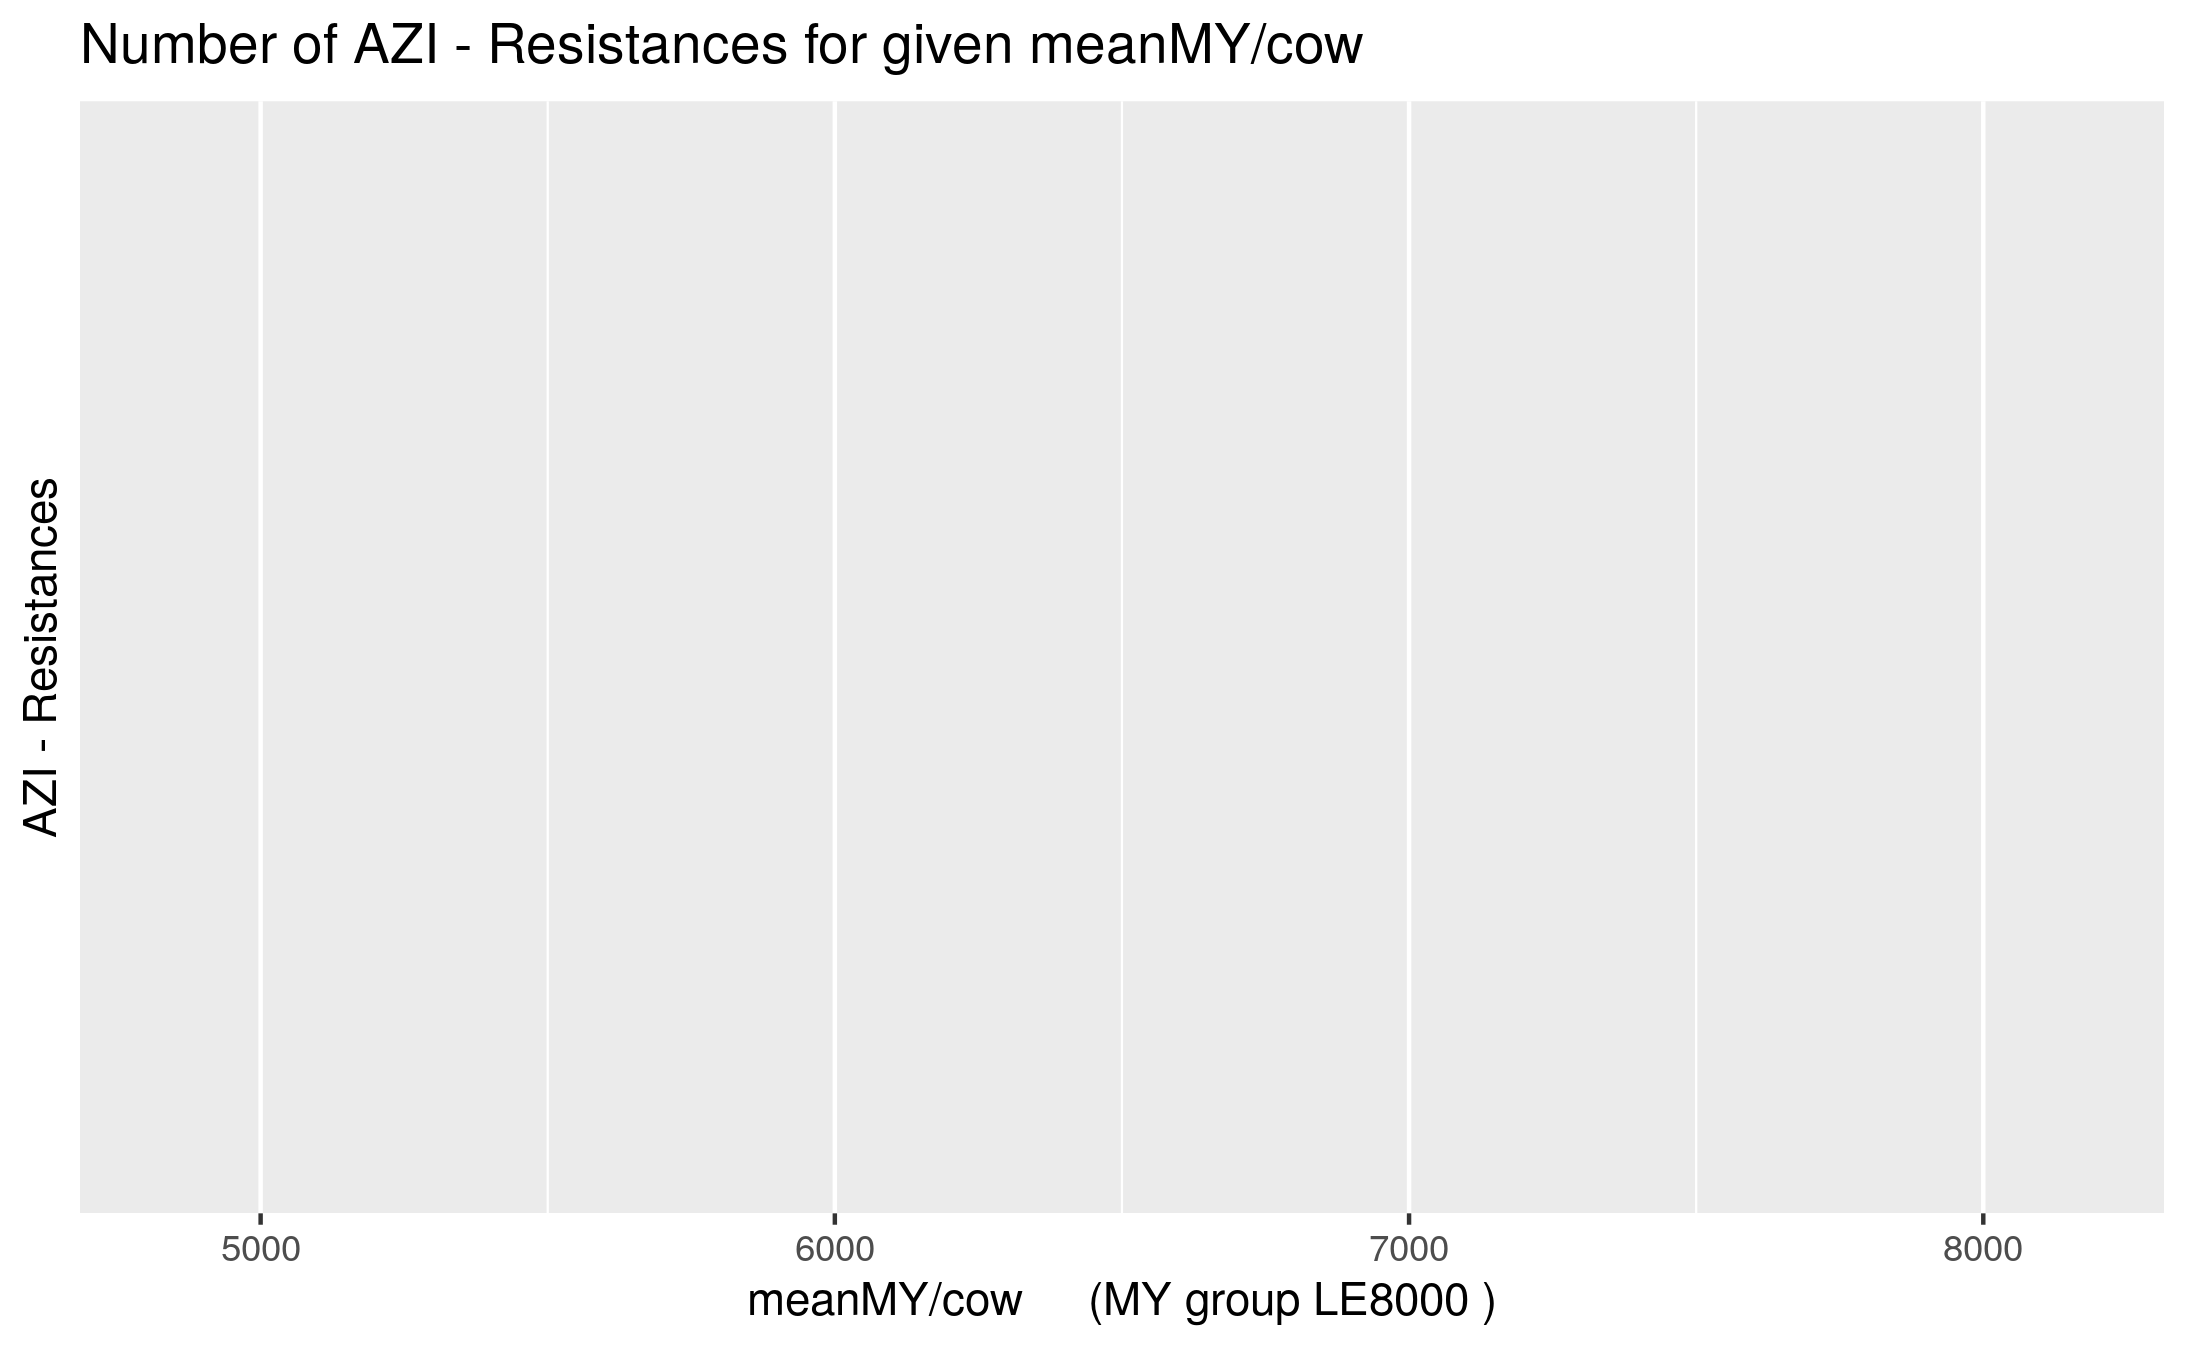 Number of AZI - Resistances for given meanMY/cow
AZI - Resistances
5000 6000 7000 8000
meanMY/cow (MY group LE8000 )